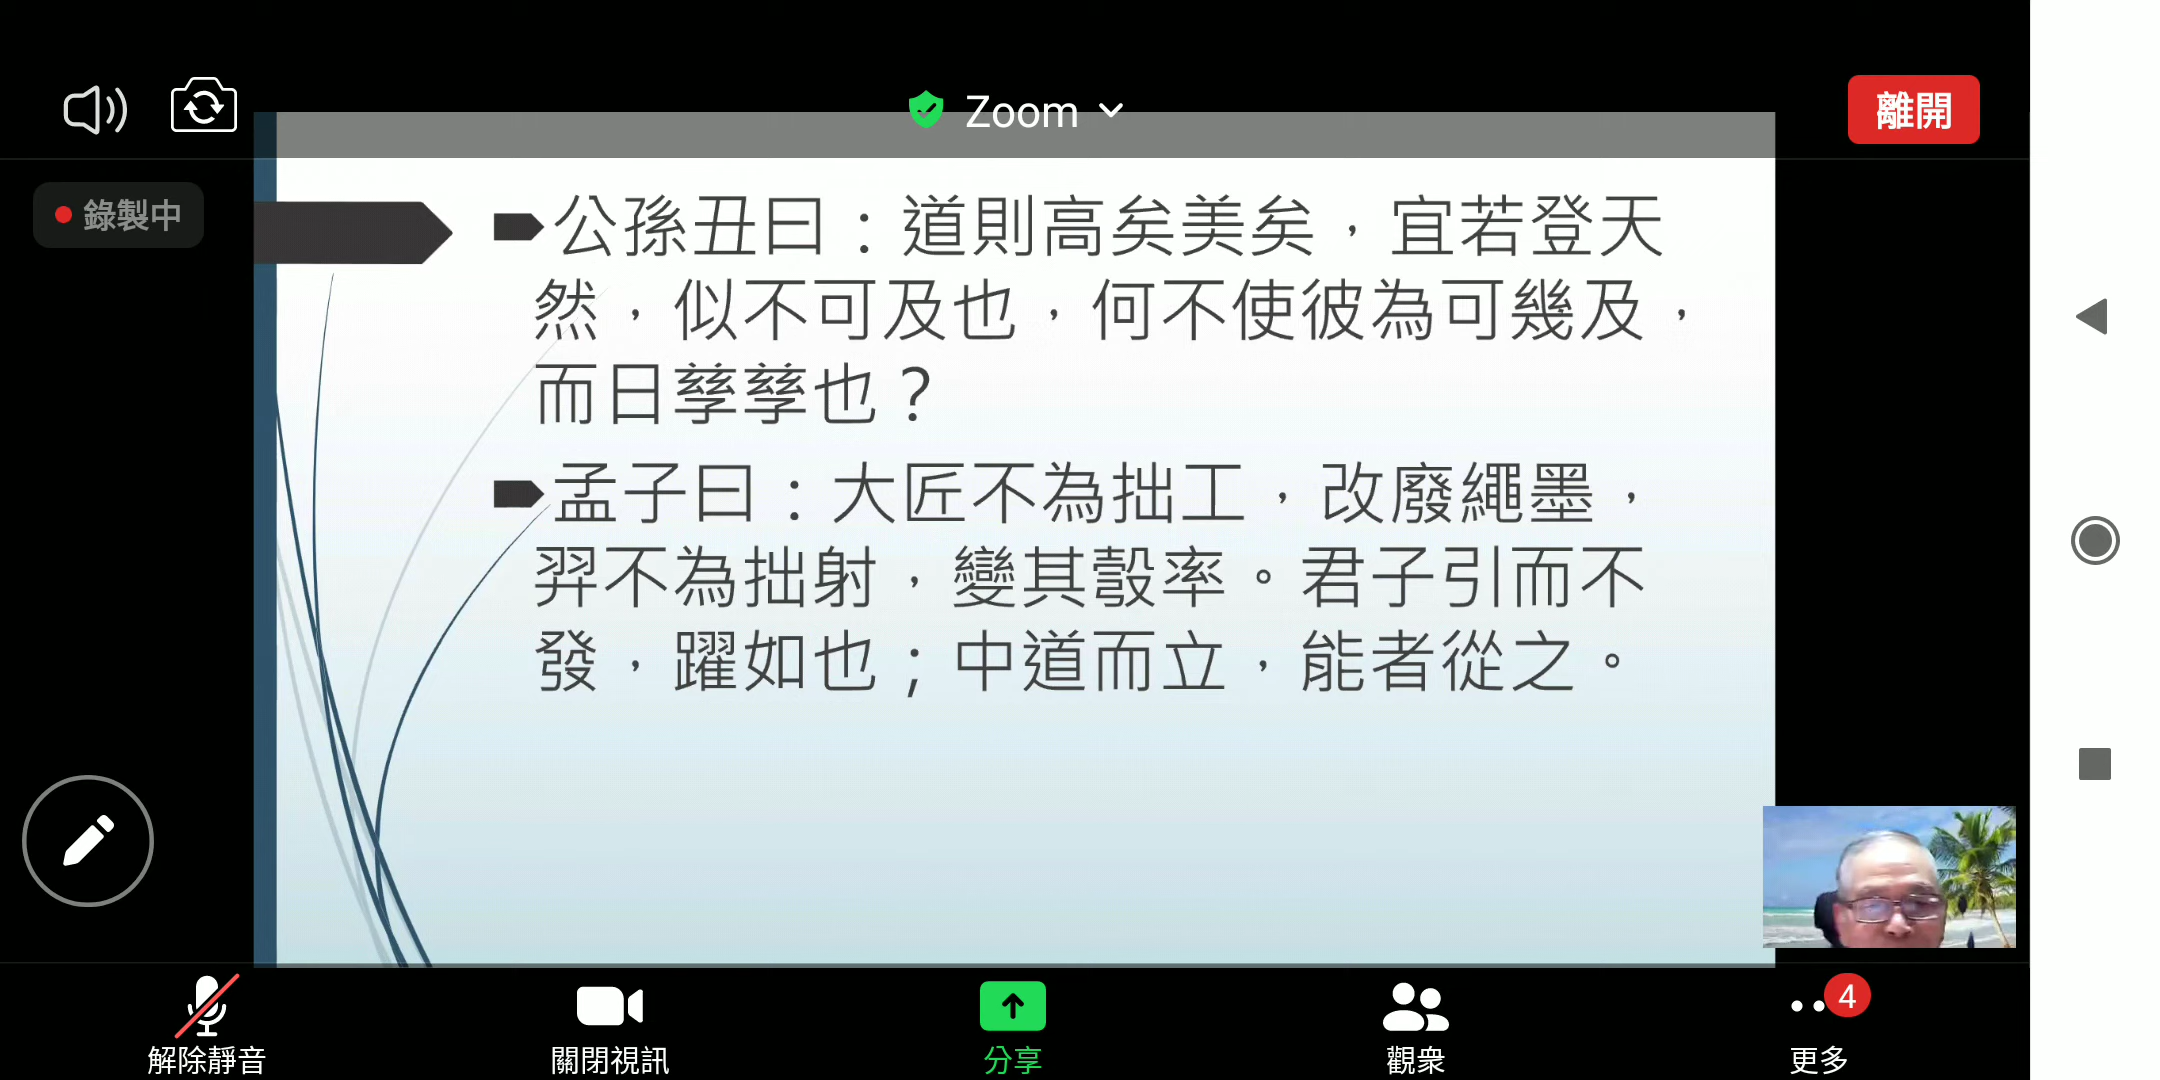 Zoom
離開
錄製中
公孫丑曰：道則高矣美矣，宜若登天
然，似不可及也，何不使彼為可幾及，
而日孳孳也？
孟子曰：大匠不為拙工，改廢繩墨，
羿不為拙射，變其彀率。君子引而不
發，躍如也；中道而立，能者從之。
解除靜音
關閉視訊
分享
觀眾
4
更多